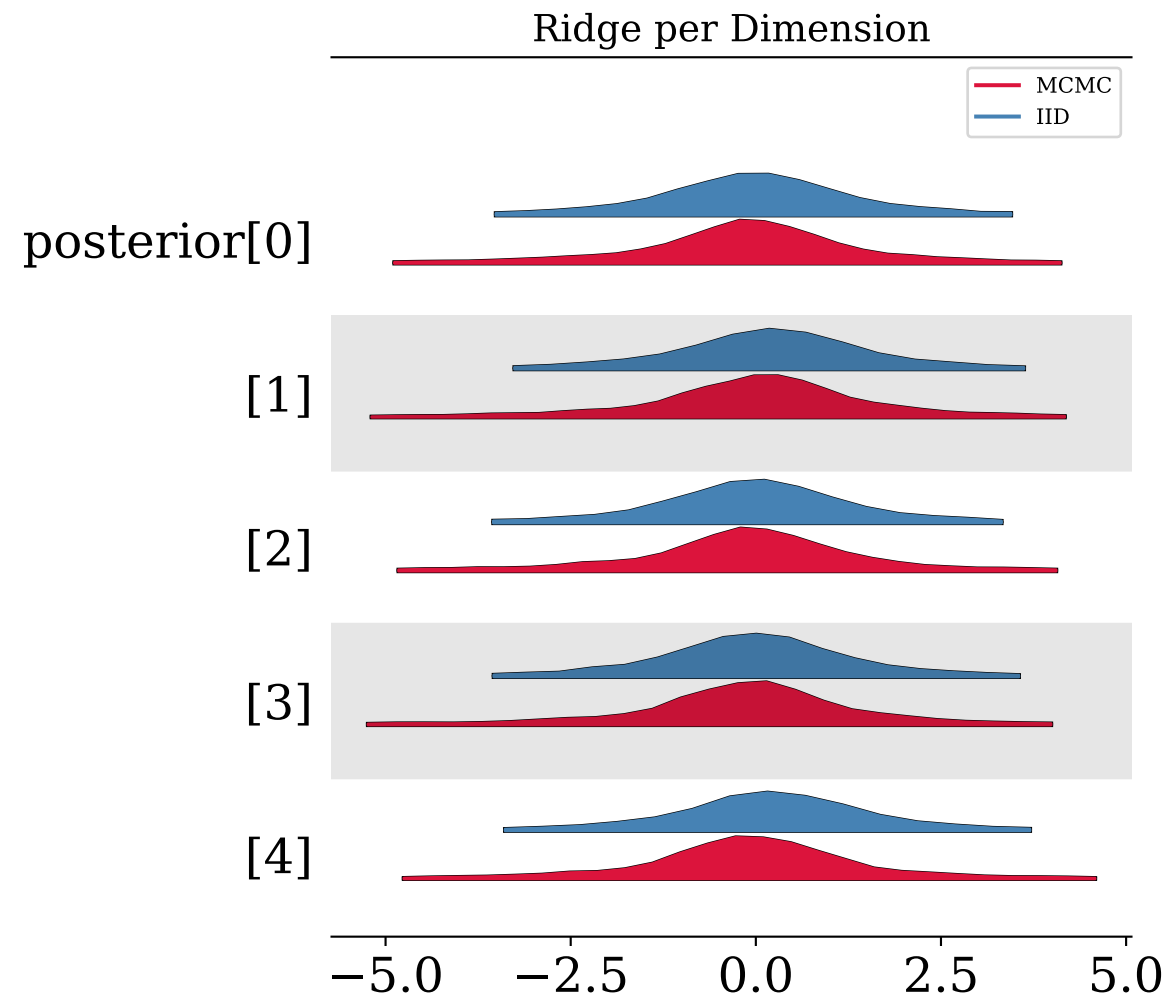 Ridge per Dimension
MCMC
IID
posterior[0]
[1]
[2]
[3]
[4]
−5.0 −2.5 0.0 2.5 5.0